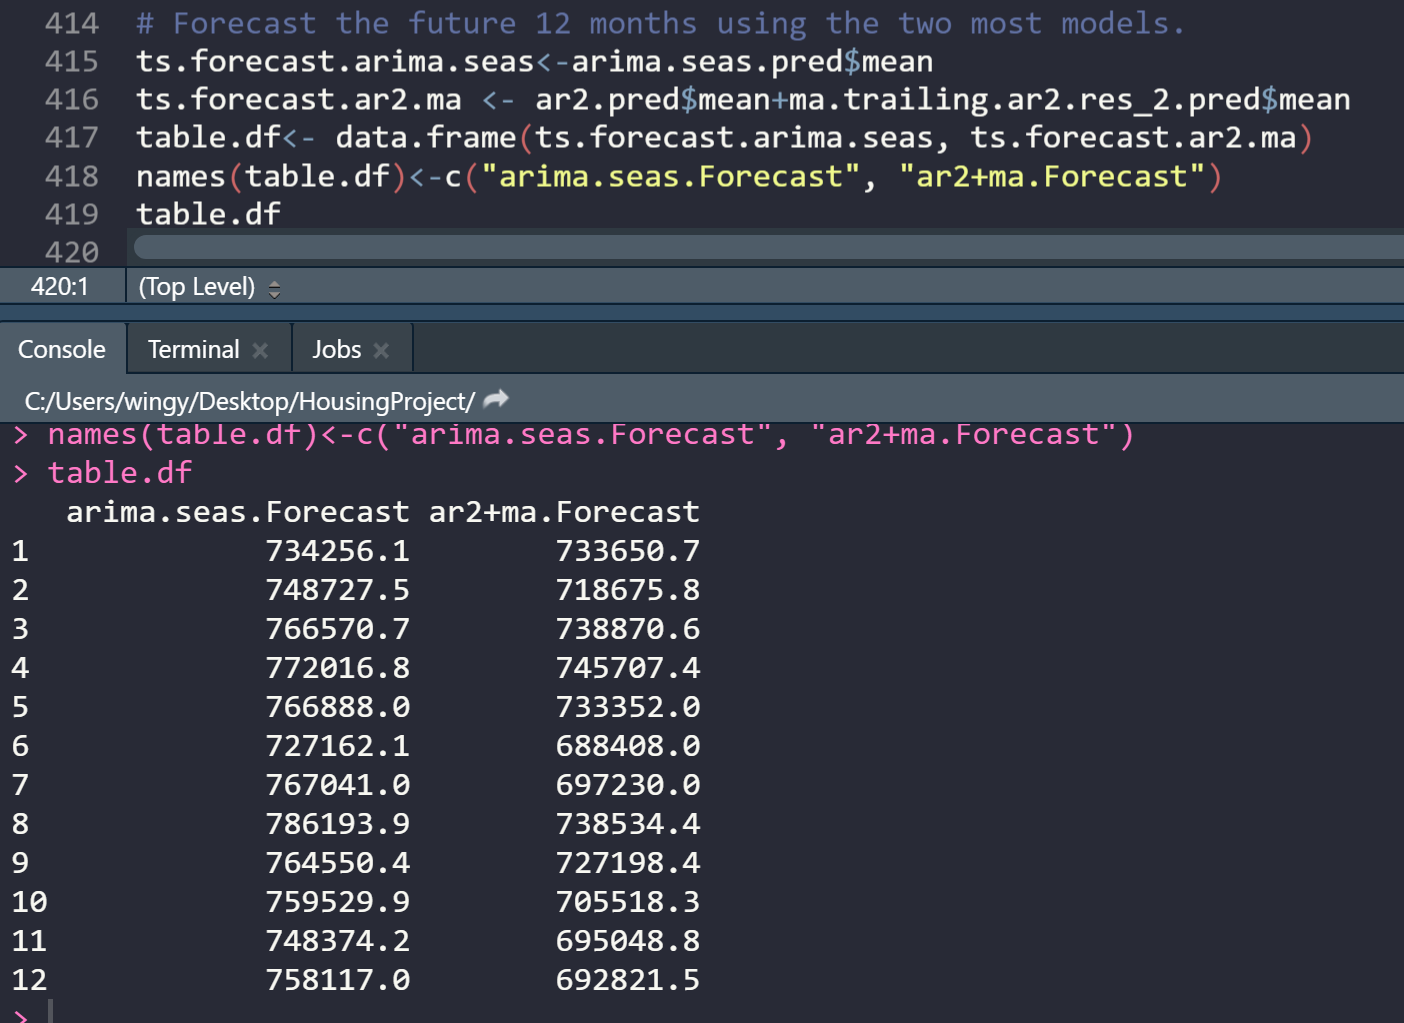 414 # Forecast the future 12 months using the two most models.
415 ts.forecast.arima.seas<-arima.seas.pred$mean
416 ts.forecast.ar2.ma <- ar2.pred$mean+ma.trailing.ar2.res_2.pred$mean
417 table.df<- data.frame(ts.forecast.arima.seas, ts.forecast.ar2.ma)
418 names(table.df)<-c("arima.seas.Forecast", "ar2+ma.Forecast")
419 table.df
420
420:1 (Top Level)
Console Terminal Jobs
C:/Users/wingy/Desktop/HousingProject/
> names(table.df)<-c("arima.seas.Forecast", "ar2+ma.Forecast")
> table.df
arima.seas.Forecast ar2+ma.Forecast
1 734256.1 733650.7
2 748727.5 718675.8
3 766570.7 738870.6
4 772016.8 745707.4
5 766888.0 733352.0
6 727162.1 688408.0
7 767041.0 697230.0
8 786193.9 738534.4
9 764550.4 727198.4
10 759529.9 705518.3
11 748374.2 695048.8
12 758117.0 692821.5
>